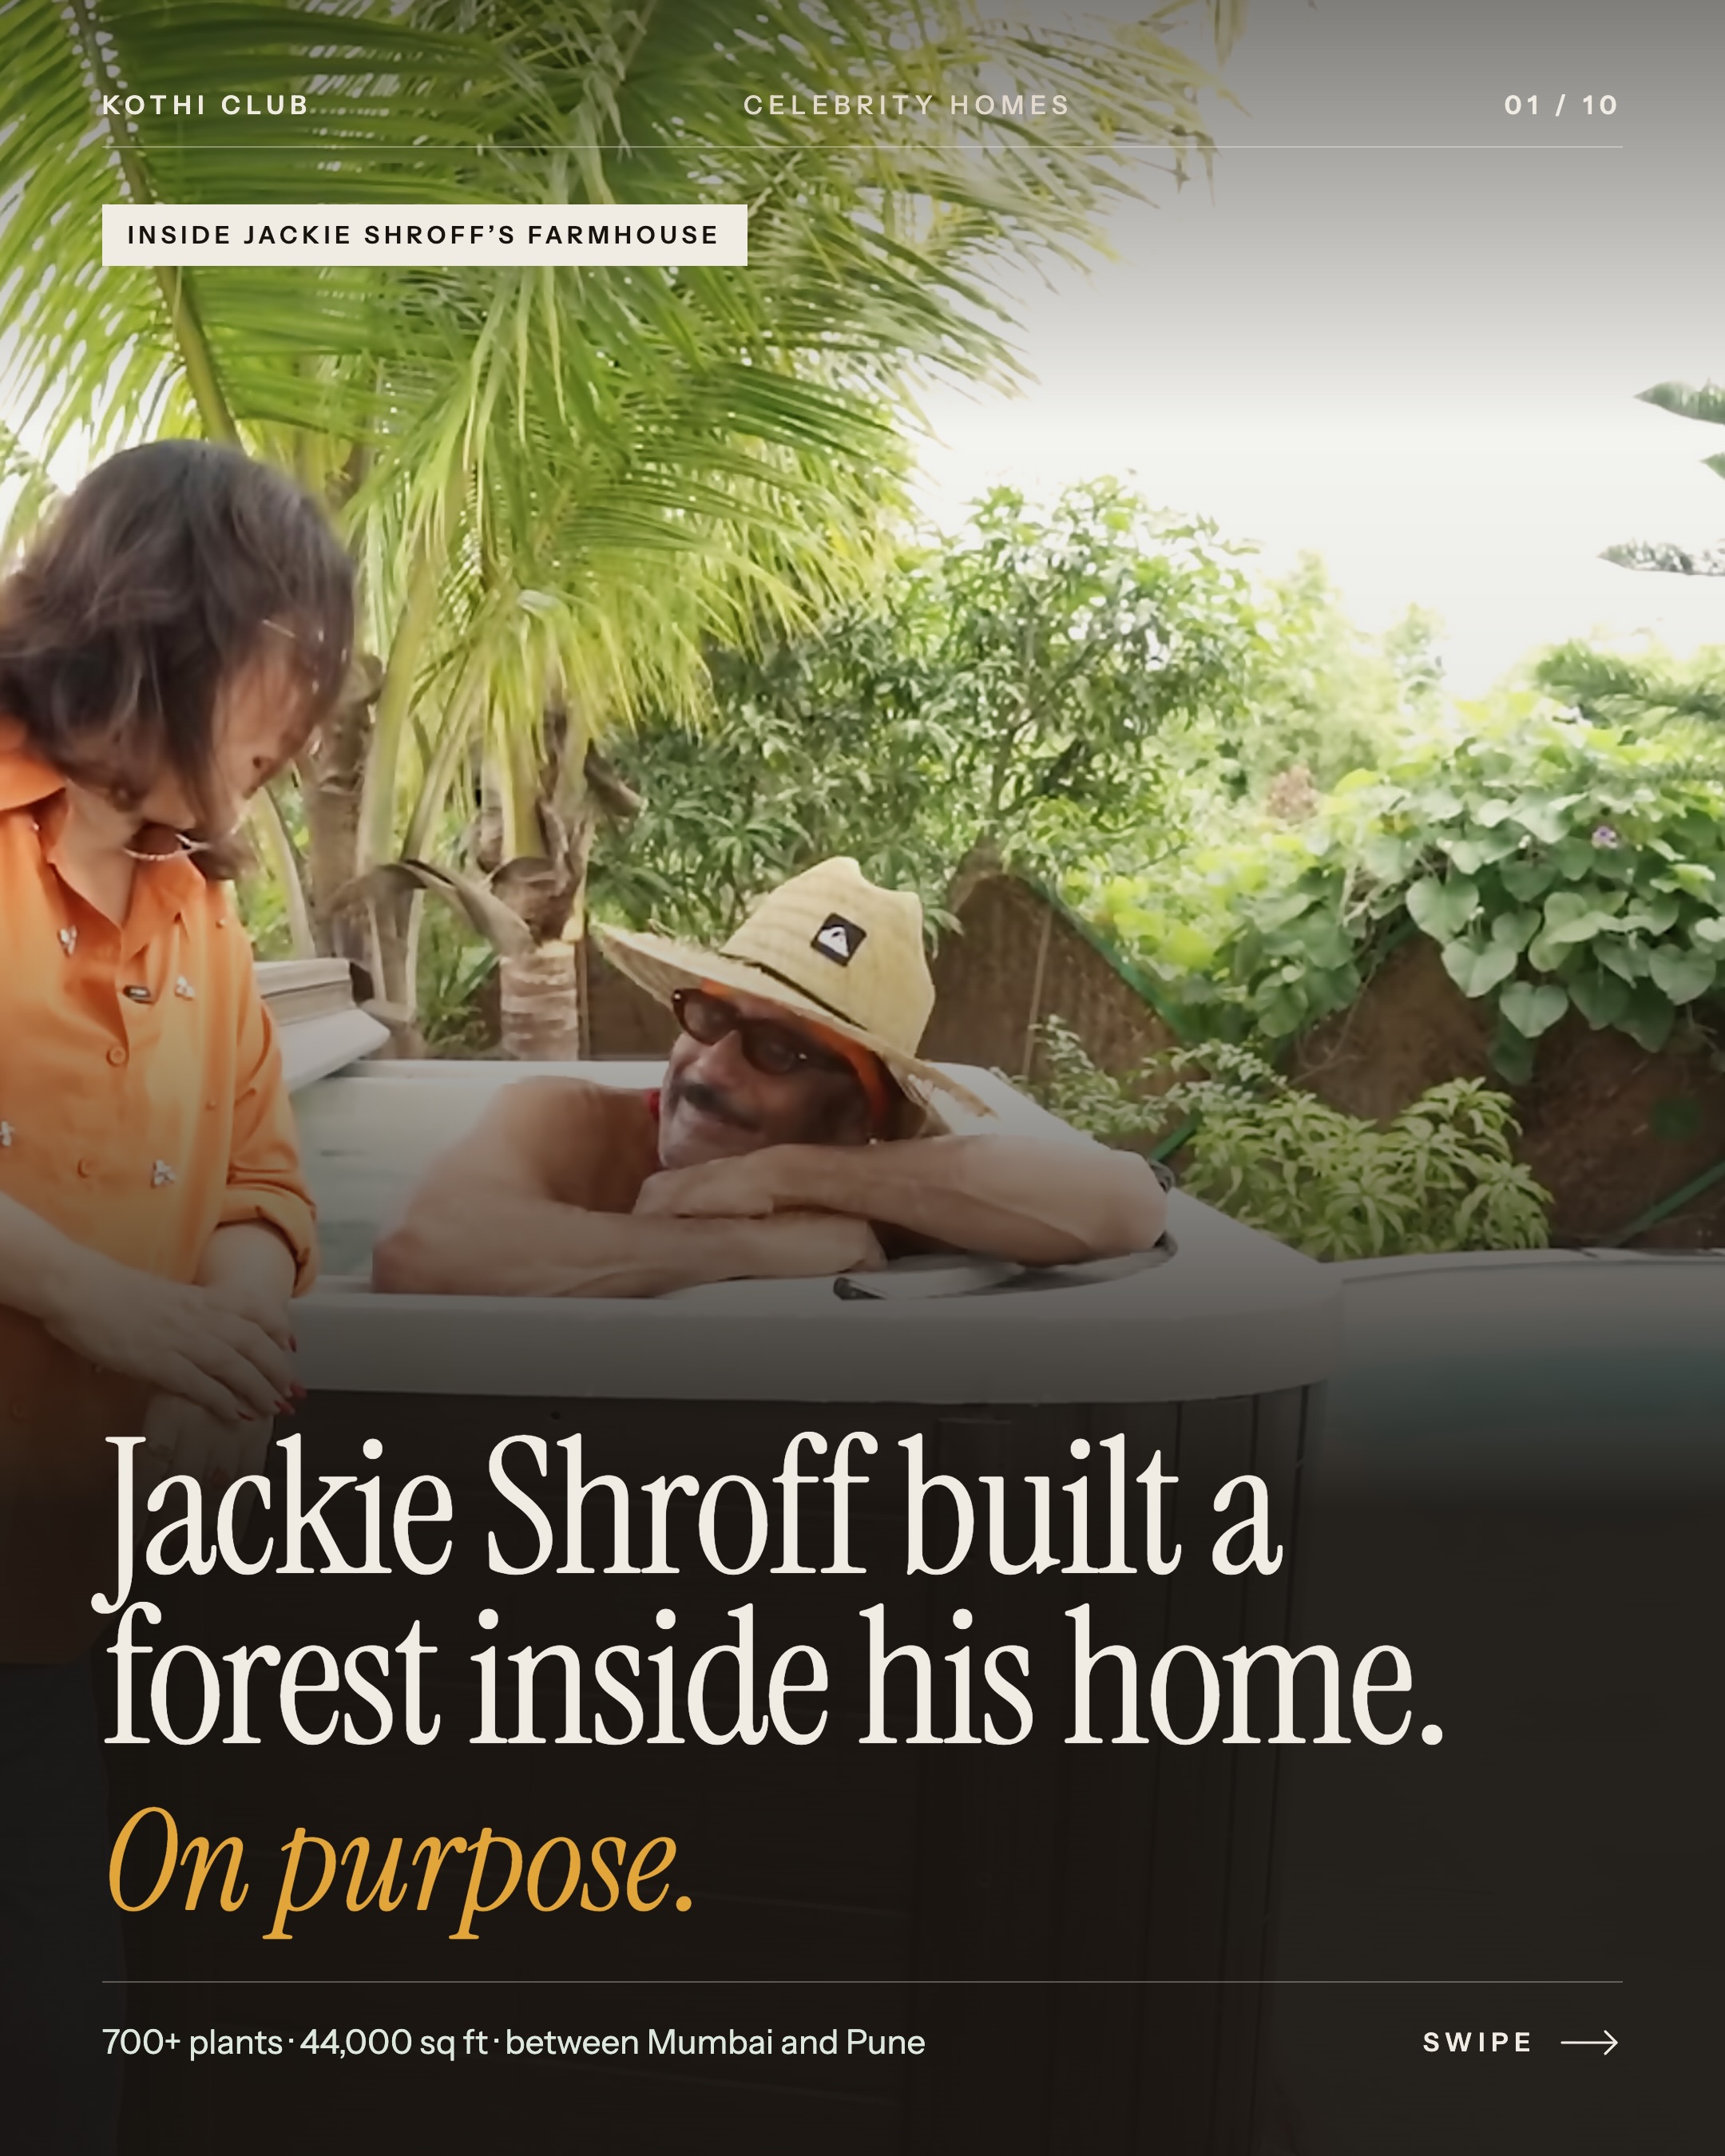 KOTHI CLUB
CELEBRITY HOMES
01 / 10
INSIDE JACKIE SHROFF’S FARMHOUSE
Jackie Shroff built a
forest inside his home.
On purpose.
700+ plants · 44,000 sq ft · between Mumbai and Pune
SWIPE